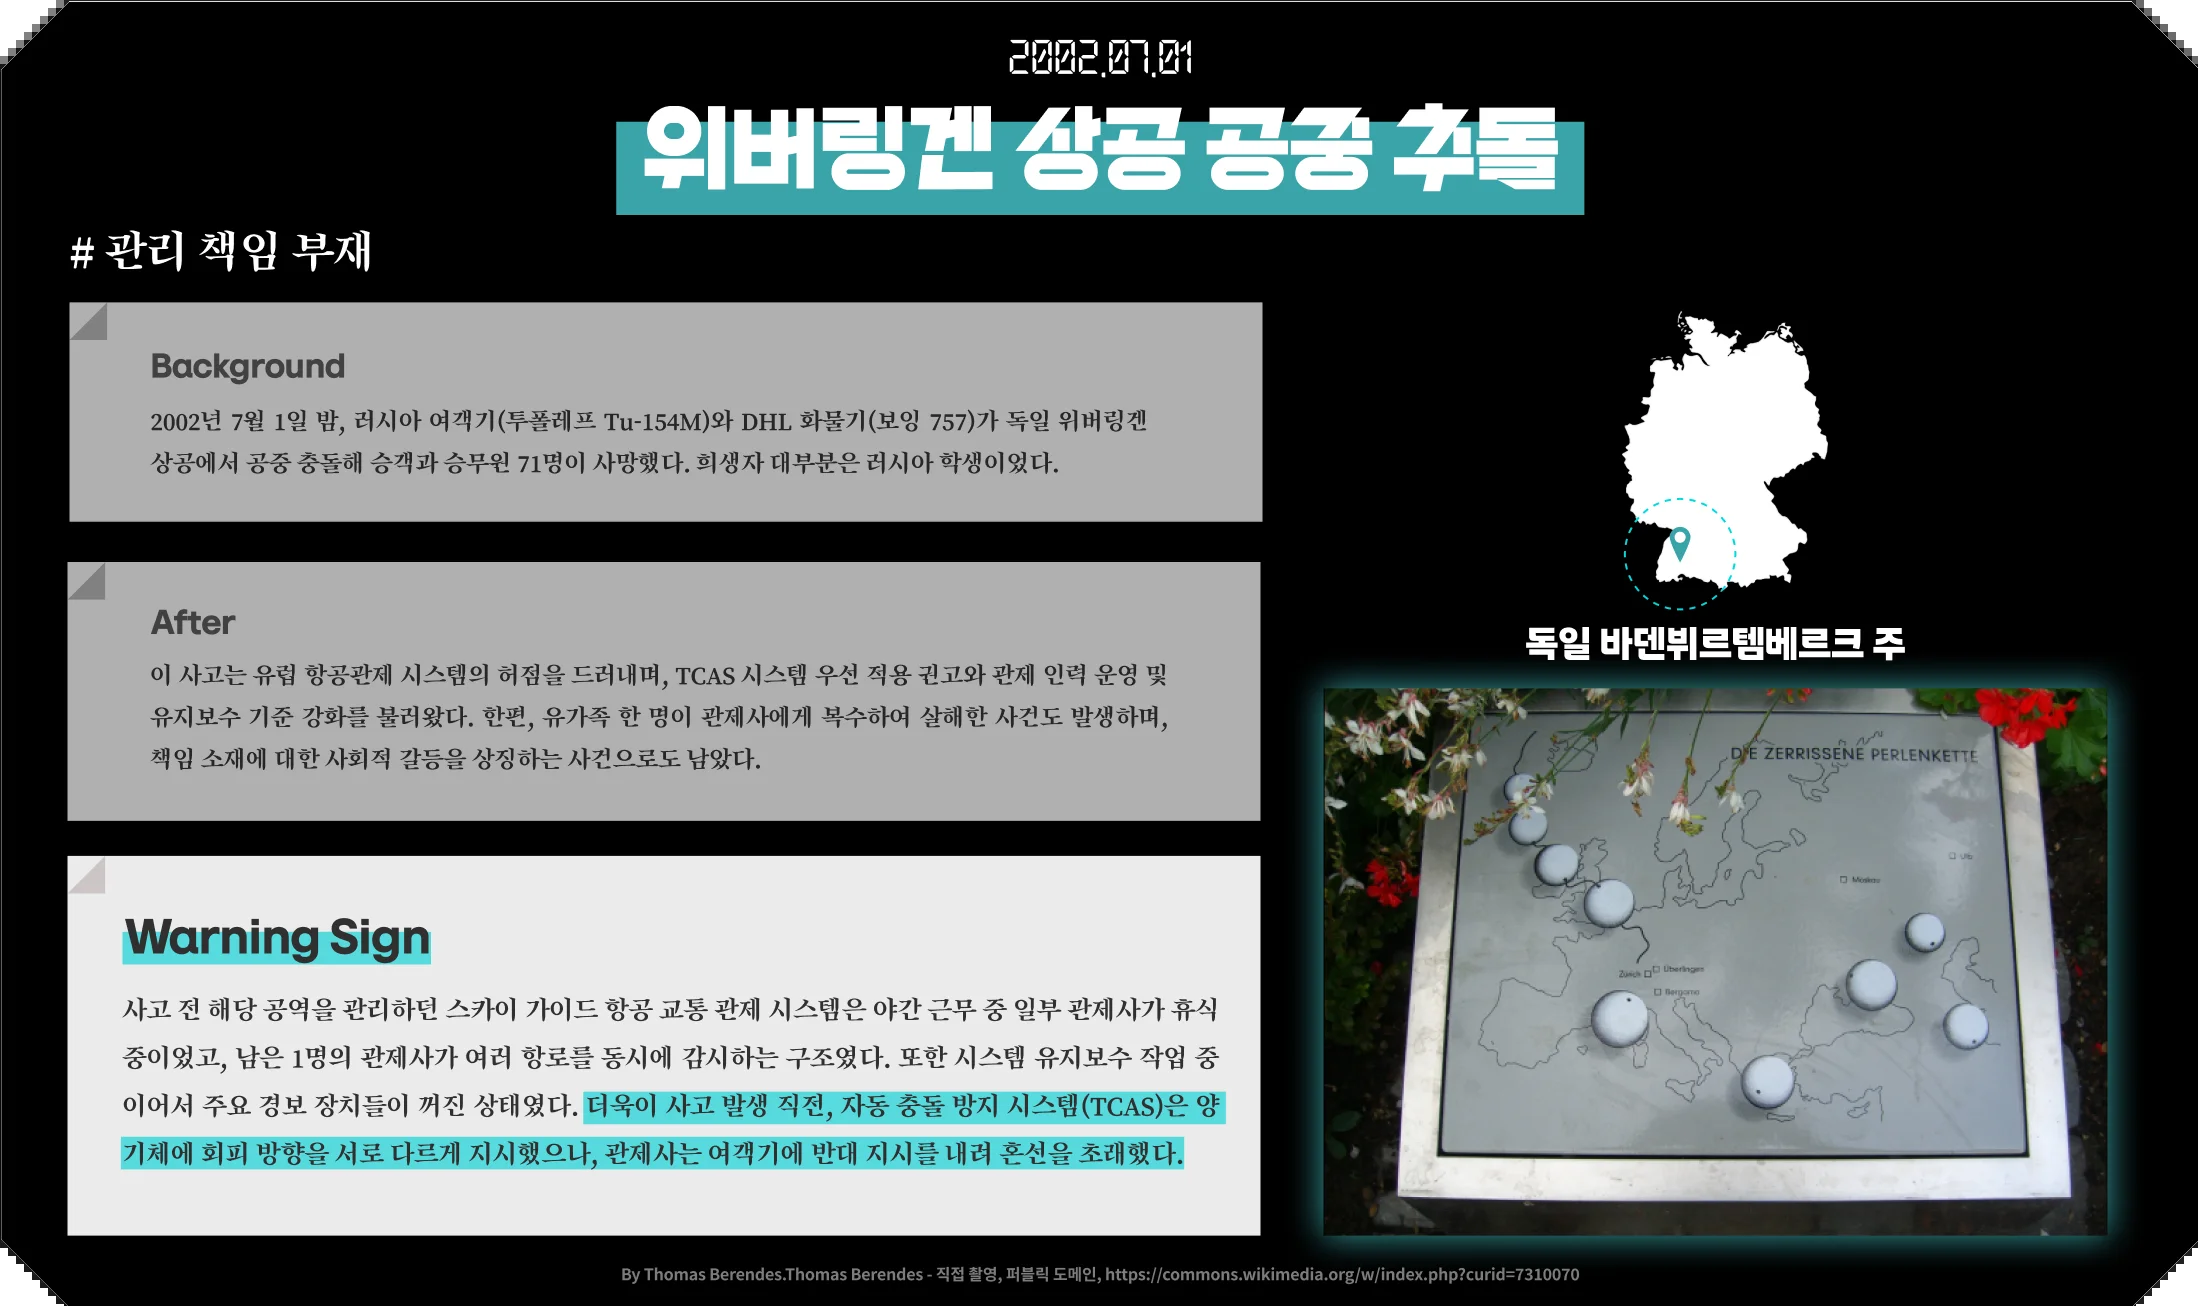 2002.07.01
위버링겐 상공 공중 추돌
# 관리 책임 부재
Background
2002년 7월 1일 밤, 러시아 여객기(투폴레프 Tu-154M)와 DHL 화물기(보잉 757)가 독일 위버링겐
상공에서 공중 충돌해 승객과 승무원 71명이 사망했다. 희생자 대부분은 러시아 학생이었다.
After
이 사고는 유럽 항공관제 시스템의 허점을 드러내며, TCAS 시스템 우선 적용 권고와 관제 인력 운영 및
유지보수 기준 강화를 불러왔다. 한편, 유가족 한 명이 관제사에게 복수하여 살해한 사건도 발생하며,
책임 소재에 대한 사회적 갈등을 상징하는 사건으로도 남았다.
Warning Sign
사고 전 해당 공역을 관리하던 스카이 가이드 항공 교통 관제 시스템은 야간 근무 중 일부 관제사가 휴식
중이었고, 남은 1명의 관제사가 여러 항로를 동시에 감시하는 구조였다. 또한 시스템 유지보수 작업 중
이어서 주요 경보 장치들이 꺼진 상태였다. 더욱이 사고 발생 직전, 자동 충돌 방지 시스템(TCAS)은 양
기체에 회피 방향을 서로 다르게 지시했으나, 관제사는 여객기에 반대 지시를 내려 혼선을 초래했다.
독일 바덴뷔르템베르크 주
DIE ZERRISSENE PERLENKETTE
Ufa
Moskau
Zürich
Überlingen
Bergamo
By Thomas Berendes.Thomas Berendes - 직접 촬영, 퍼블릭 도메인, https://commons.wikimedia.org/w/index.php?curid=7310070